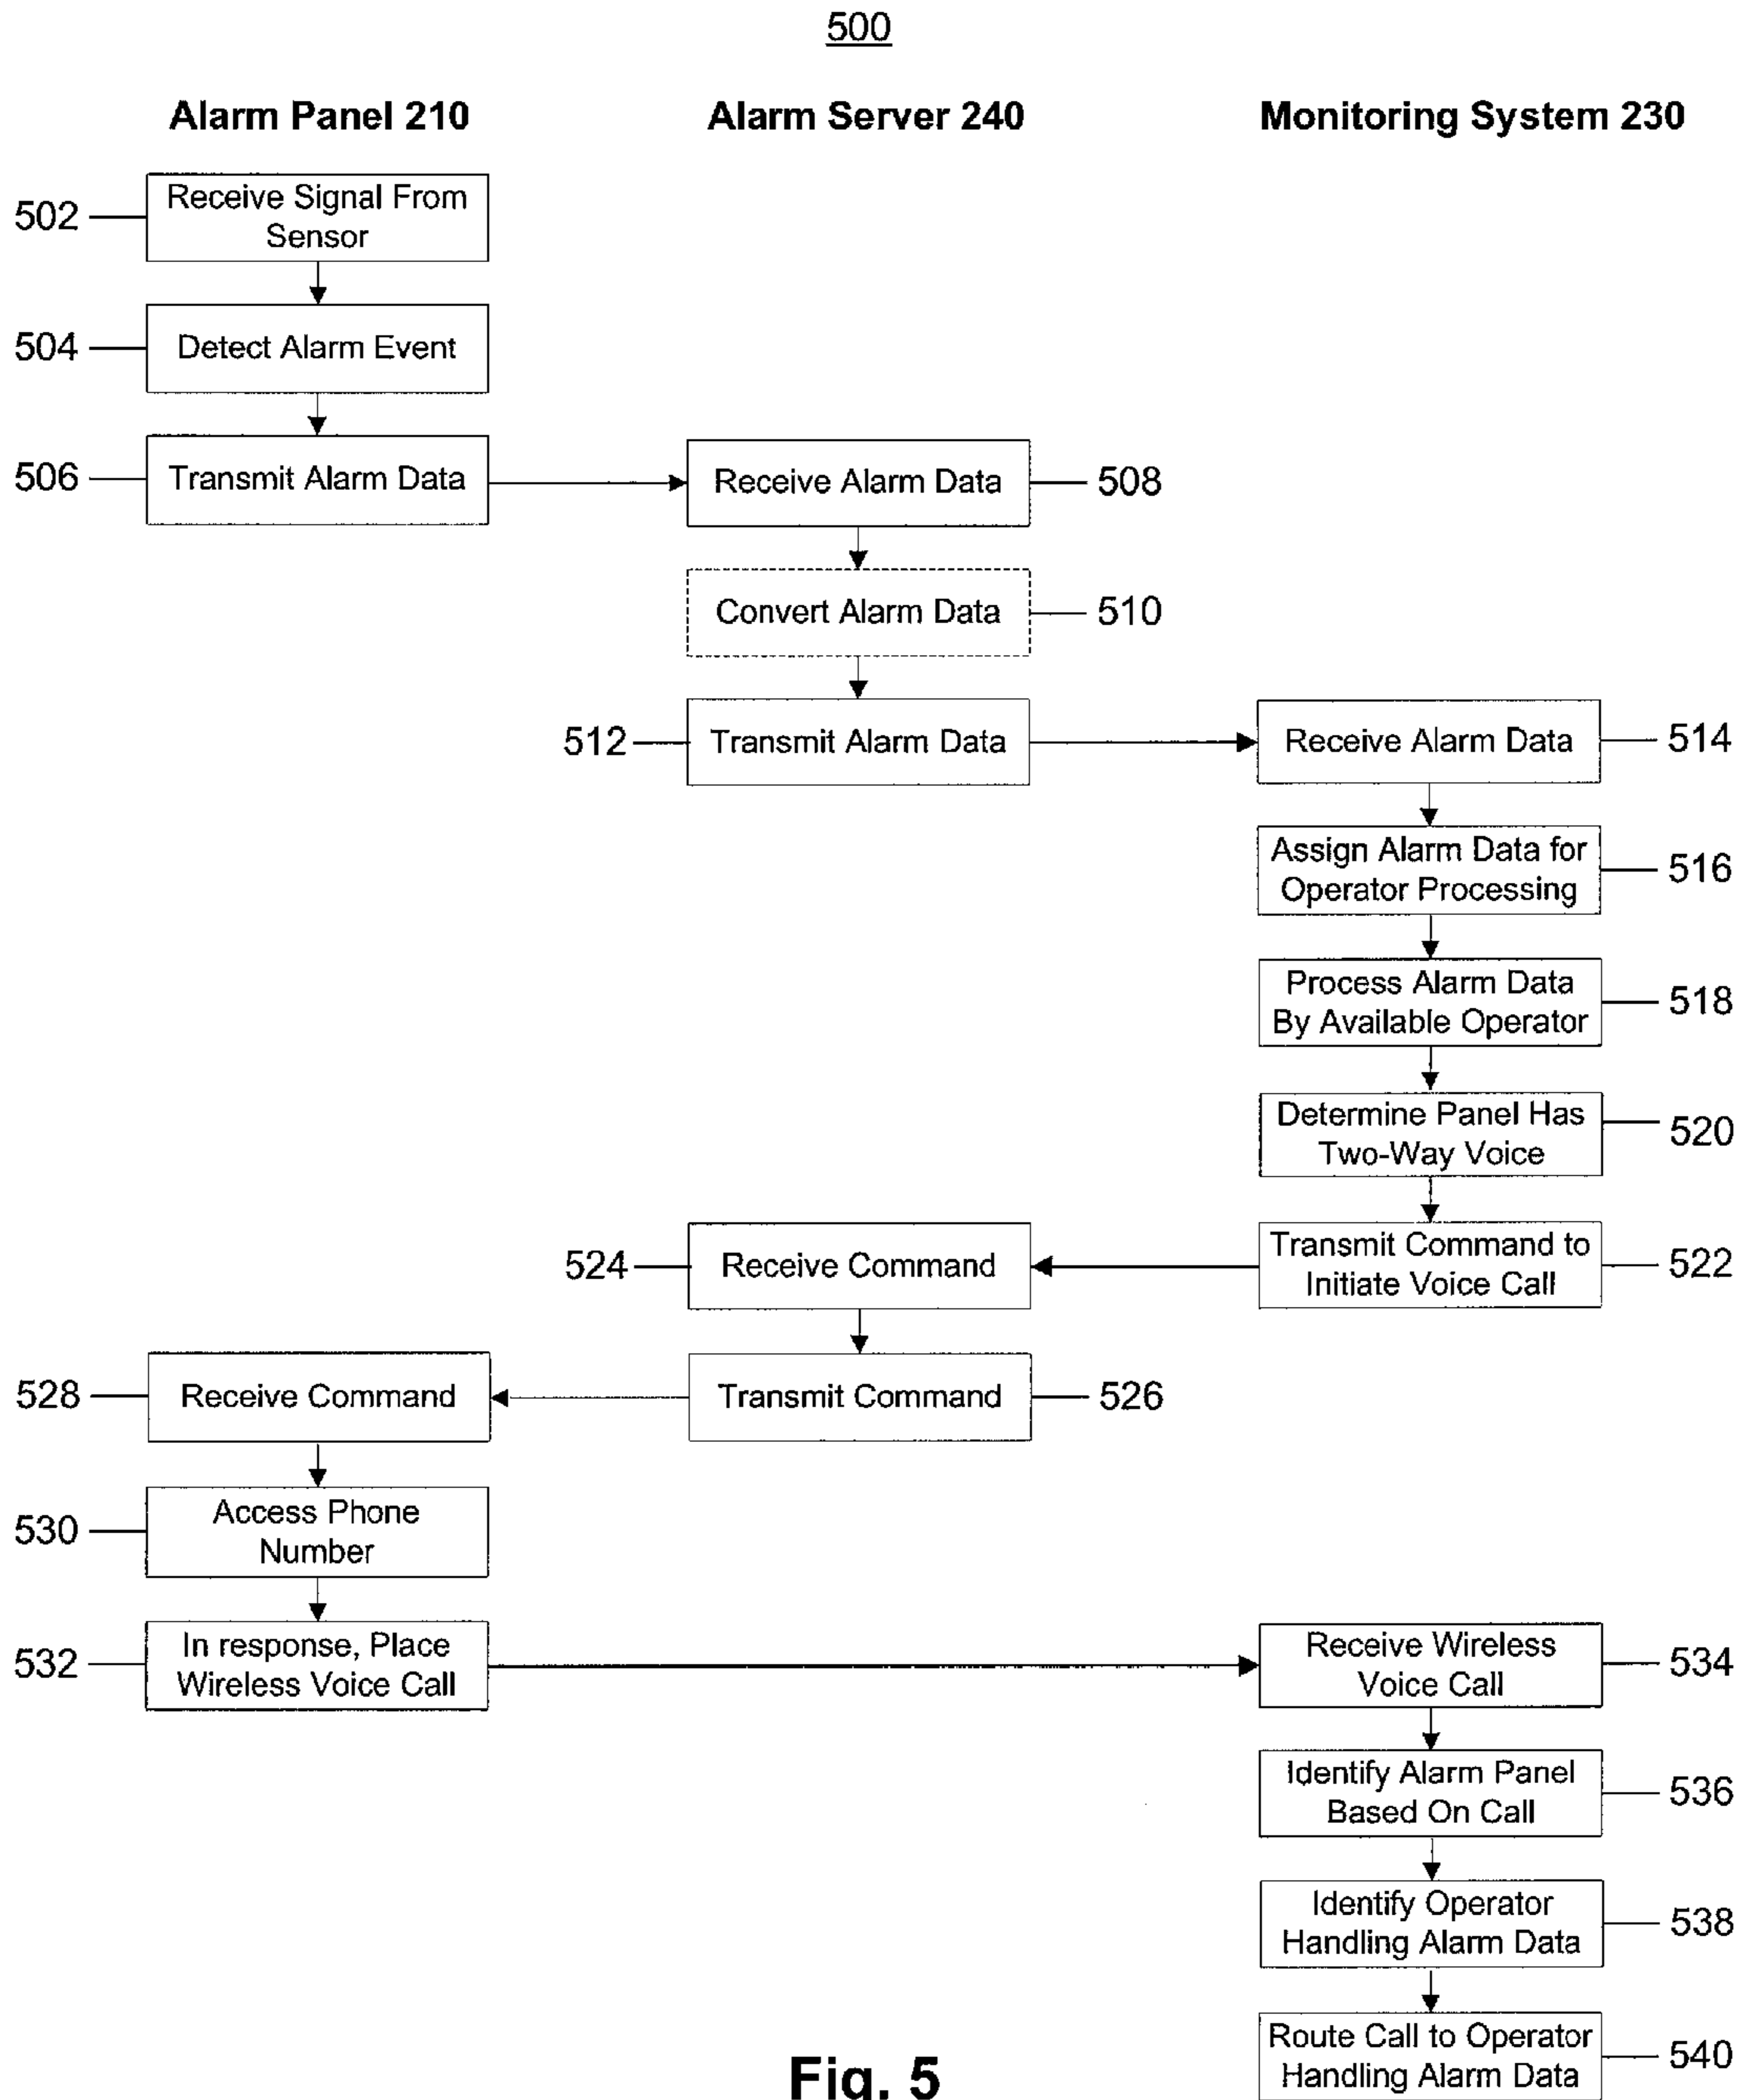 500
Alarm Panel 210
Alarm Server 240
Monitoring System 230
502
Receive Signal From
Sensor
504
Detect Alarm Event
506
Transmit Alarm Data
Receive Alarm Data
508
Convert Alarm Data
510
512
Transmit Alarm Data
Receive Alarm Data
514
Assign Alarm Data for
Operator Processing
516
Process Alarm Data
By Available Operator
518
Determine Panel Has
Two-Way Voice
520
Transmit Command to
Initiate Voice Call
522
524
Receive Command
Transmit Command
526
528
Receive Command
530
Access Phone
Number
532
In response, Place
Wireless Voice Call
Receive Wireless
Voice Call
534
Identify Alarm Panel
Based On Call
536
Identify Operator
Handling Alarm Data
538
Route Call to Operator
Handling Alarm Data
540
Fig. 5